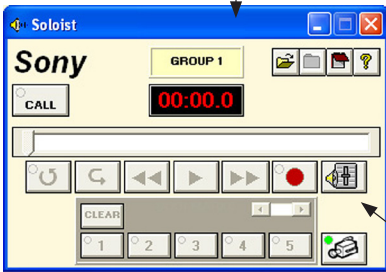 Soloist
Sony
GROUP 1
?
CALL
00:00.0
CLEAR
1 2 3 4 5